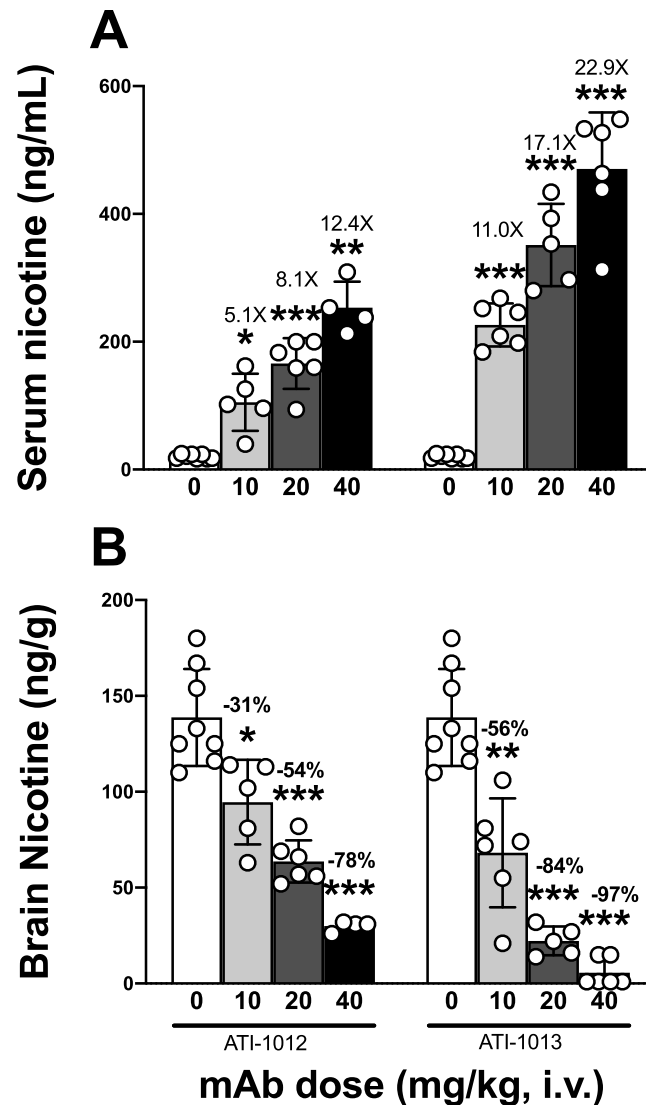 A
Serum nicotine (ng/mL)
600
400
200
0
5.1X
*
8.1X
***
12.4X
**
11.0X
***
17.1X
***
22.9X
***
0 10 20 40 0 10 20 40
B
Brain Nicotine (ng/g)
200
150
100
50
0
-31%
*
-54%
***
-78%
***
-56%
**
-84%
***
-97%
***
0 10 20 40 0 10 20 40
ATI-1012 ATI-1013
mAb dose (mg/kg, i.v.)